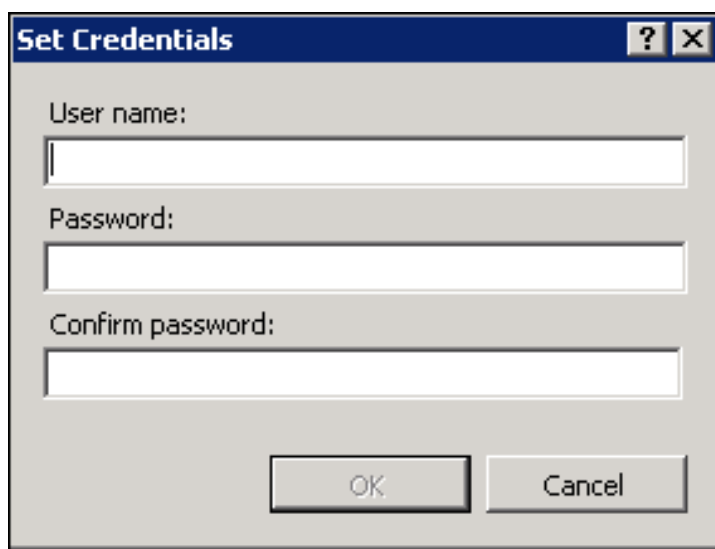 Set Credentials
User name:
Password:
Confirm password:
OK Cancel